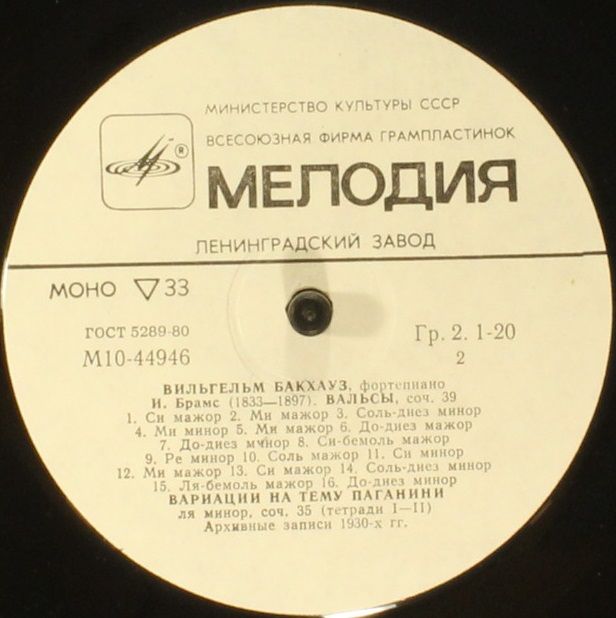 МИНИСТЕРСТВО КУЛЬТУРЫ СССР
ВСЕСОЮЗНАЯ ФИРМА ГРАМПЛАСТИНОК
®
МЕЛОДИЯ
ЛЕНИНГРАДСКИЙ ЗАВОД
МОНО ▽ 33
ГОСТ 5289-80
Гр. 2. 1-20
М10-44946
2
ВИЛЬГЕЛЬМ БАКХАУЗ, фортепиано
И. Брамс (1833—1897). ВАЛЬСЫ, соч. 39
1. Си мажор 2. Ми мажор 3. Соль-диез минор
4. Ми минор 5. Ми мажор 6. До-диез мажор
7. До-диез минор 8. Си-бемоль мажор
9. Ре минор 10. Соль мажор 11. Си минор
12. Ми мажор 13. Си мажор 14. Соль-диез минор
15. Ля-бемоль мажор 16. До-диез минор
ВАРИАЦИИ НА ТЕМУ ПАГАНИНИ
ля минор, соч. 35 (тетради I—II)
Архивные записи 1930-х гг.